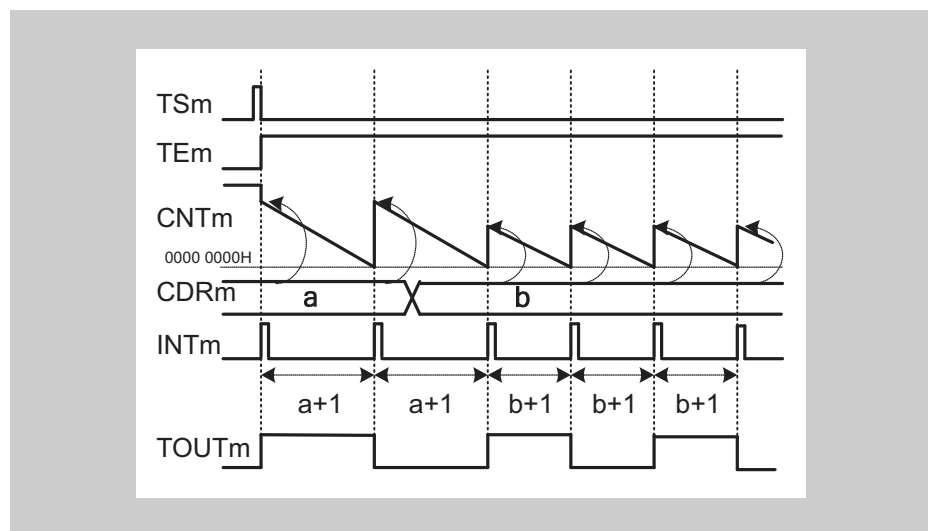 TSm
TEm
CNTm
0000 0000H
CDRm
a
b
INTm
a+1 a+1 b+1 b+1 b+1
TOUTm